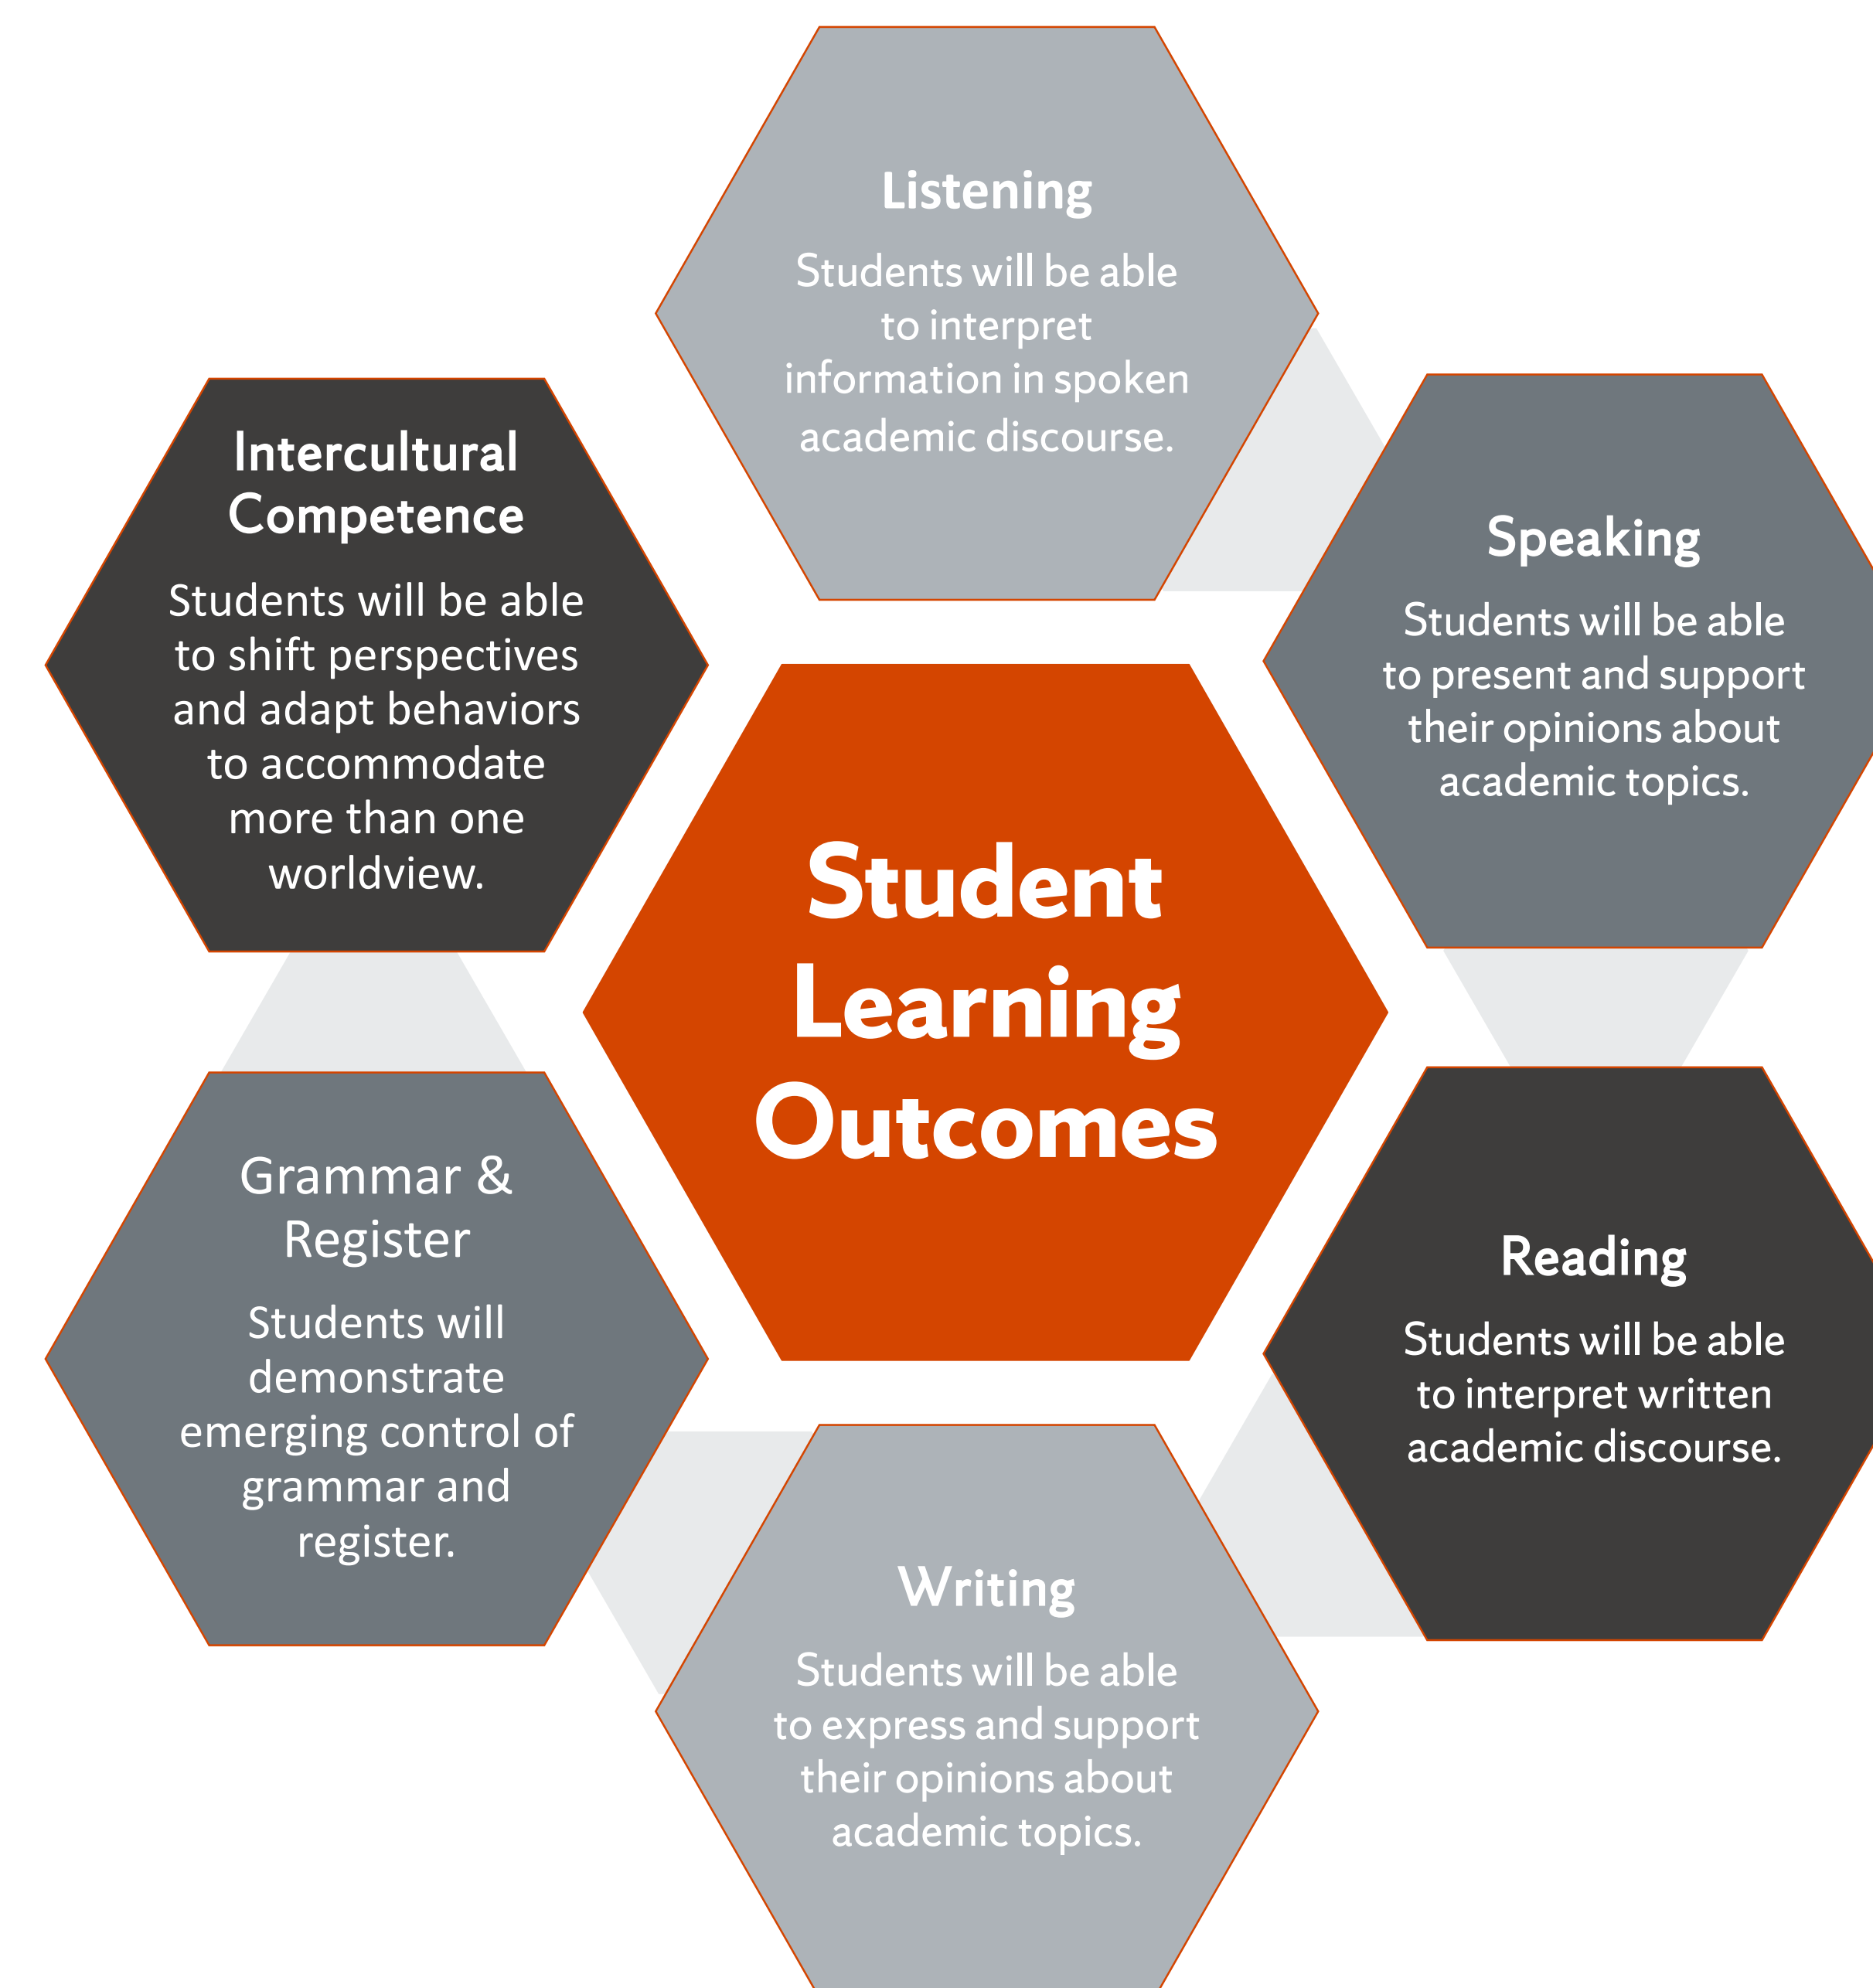 Listening
Students will be able
to interpret
information in spoken
academic discourse.
Speaking
Students will be able
to present and support
their opinions about
academic topics.
Reading
Students will be able
to interpret written
academic discourse.
Writing
Students will be able
to express and support
their opinions about
academic topics.
Grammar &
Register
Students will
demonstrate
emerging control of
grammar and
register.
Intercultural
Competence
Students will be able
to shift perspectives
and adapt behaviors
to accommodate
more than one
worldview.
Student
Learning
Outcomes